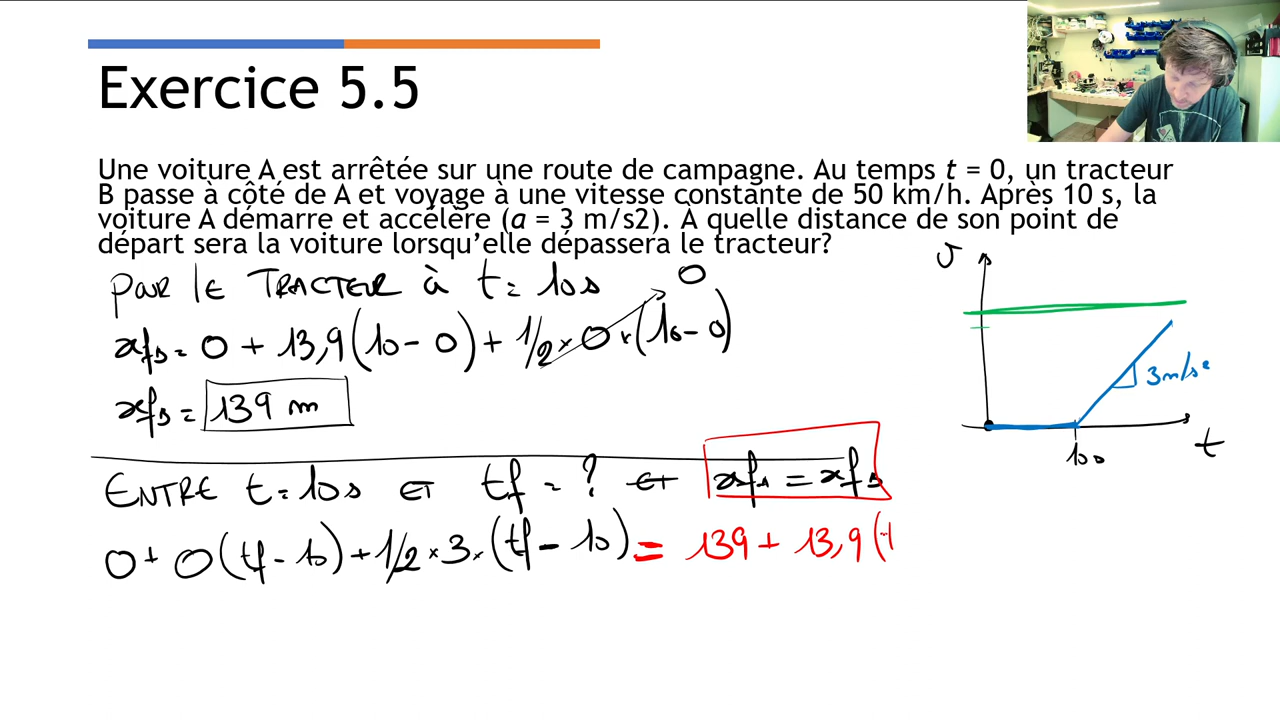 Exercice 5.5
Une voiture A est arrêtée sur une route de campagne. Au temps t = 0, un tracteur
B passe à côté de A et voyage à une vitesse constante de 50 km/h. Après 10 s, la
voiture A démarre et accélère (a = 3 m/s2). À quelle distance de son point de
départ sera la voiture lorsqu'elle dépassera le tracteur?
PAR LE TRACTEUR à t = 10s
0
xfB = 0 + 13,9(10 - 0) + 1/2 × 0 × (10 - 0)
xfB = 139 m
ENTRE t = 10s ET tf = ? ET xfA = xfB
0 + 0(tf - 10) + 1/2 × 3 × (tf - 10) = 139 + 13,9(
v
3m/s²
10s
t